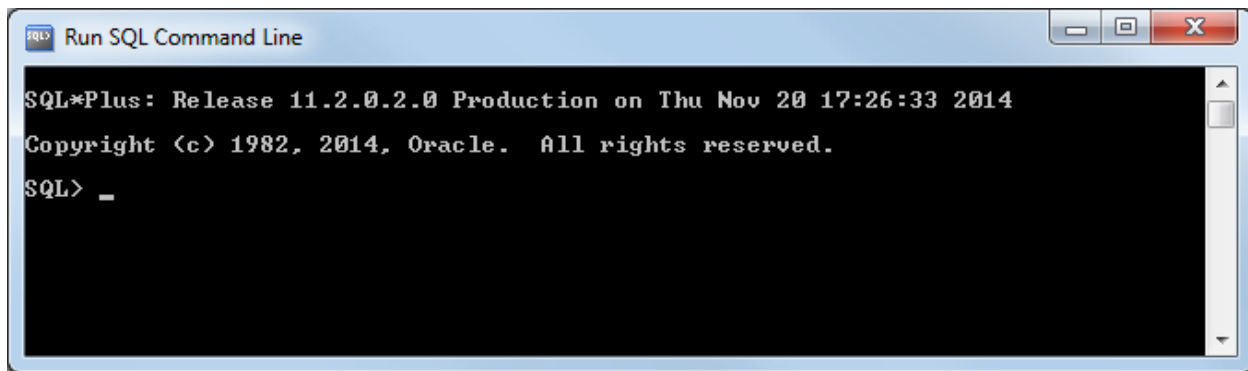 Run SQL Command Line
SQL*Plus: Release 11.2.0.2.0 Production on Thu Nov 20 17:26:33 2014
Copyright (c) 1982, 2014, Oracle.  All rights reserved.
SQL> _